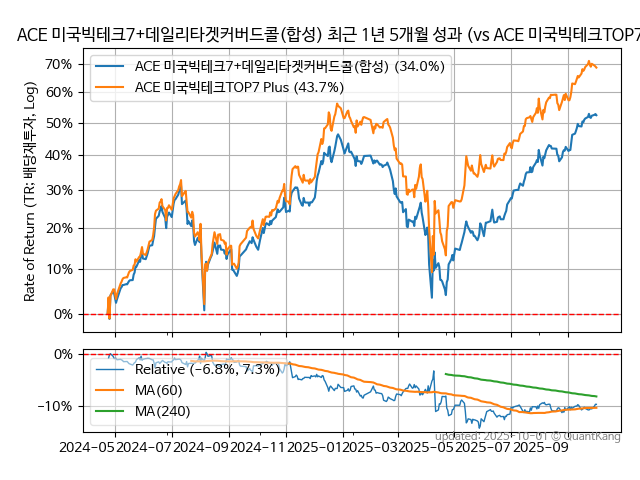 ACE 미국빅테크7+데일리타겟커버드콜(합성) 최근 1년 5개월 성과 (vs ACE 미국빅테크TOP7
Rate of Return (TR: 배당재투자, Log)
70%
60%
50%
40%
30%
20%
10%
0%
ACE 미국빅테크7+데일리타겟커버드콜(합성) (34.0%)
ACE 미국빅테크TOP7 Plus (43.7%)
0%
−10%
Relative (−6.8%, 7.3%)
MA(60)
MA(240)
updated: 2025-10-01 © QuantKang
2024-05 2024-07 2024-09 2024-11 2025-01 2025-03 2025-05 2025-07 2025-09